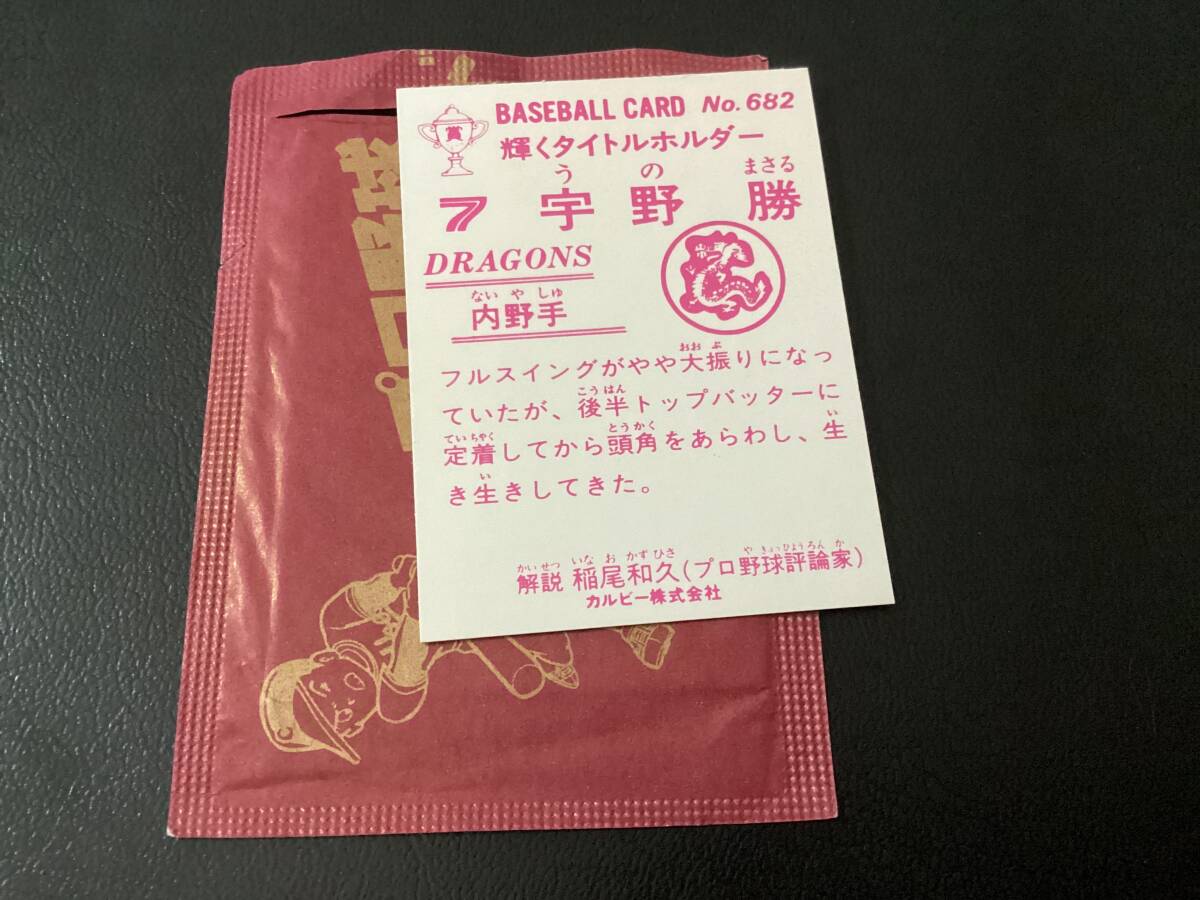 プロ野球
賞
BASEBALL CARD No.682
輝くタイトルホルダー
う の まさる
7 宇野 勝
DRAGONS
ない や しゅ
内野手
おお ぶ
フルスイングがやや大振りになっ
こう はん
ていたが、後半トップバッターに
てい ちゃく とう かく い
定着してから頭角をあらわし、生
い
き生きしてきた。
かい せつ いな お かず ひさ や きゅう ひょう ろん か
解説 稲尾和久(プロ野球評論家)
カルビー株式会社